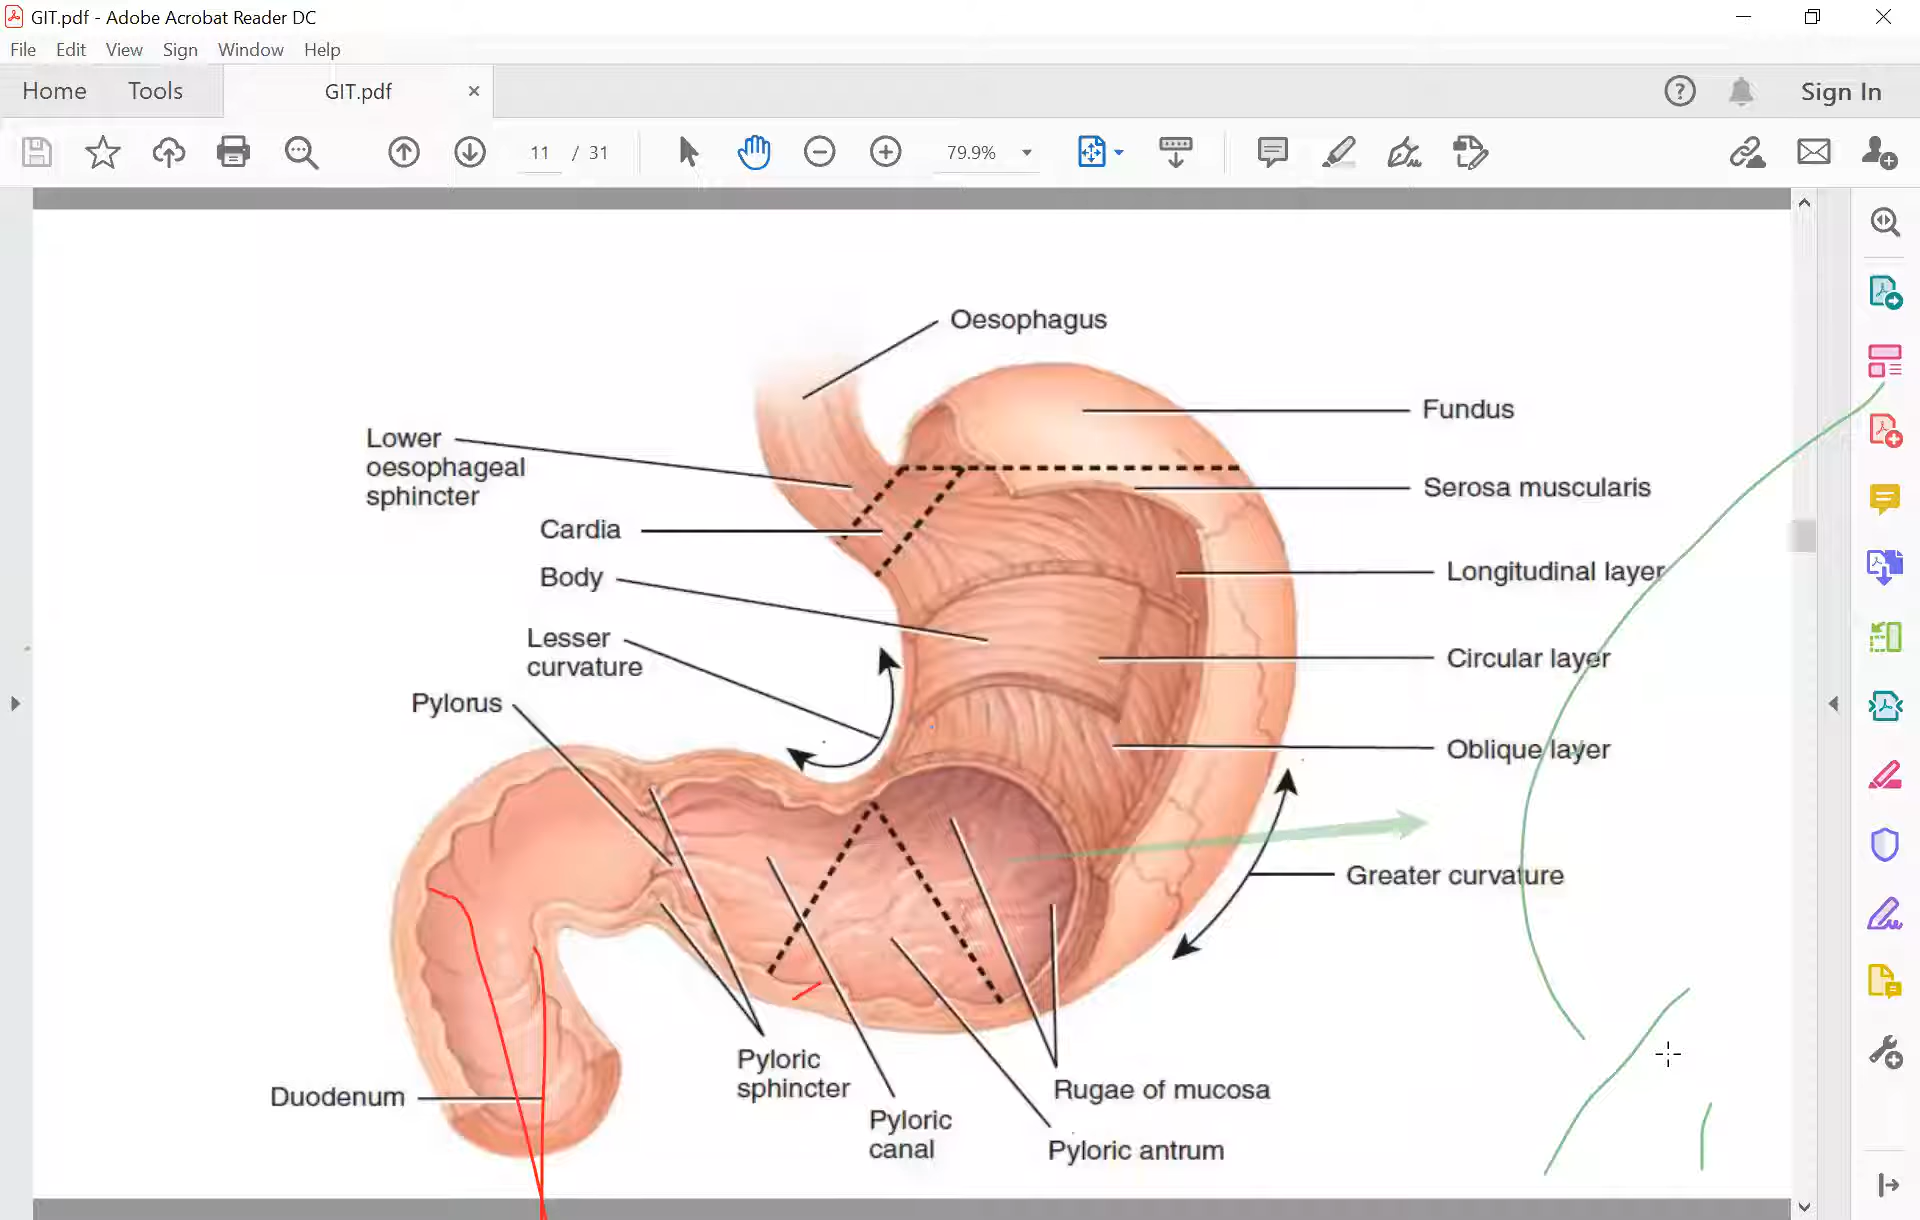 GIT.pdf - Adobe Acrobat Reader DC
File Edit View Sign Window Help
Home Tools GIT.pdf × Sign In
11 / 31 79.9%
Oesophagus
Fundus
Lower
oesophageal
sphincter
Serosa muscularis
Cardia
Body
Longitudinal layer
Lesser
curvature
Circular layer
Pylorus
Oblique layer
Greater curvature
Pyloric
sphincter
Duodenum
Rugae of mucosa
Pyloric
canal
Pyloric antrum